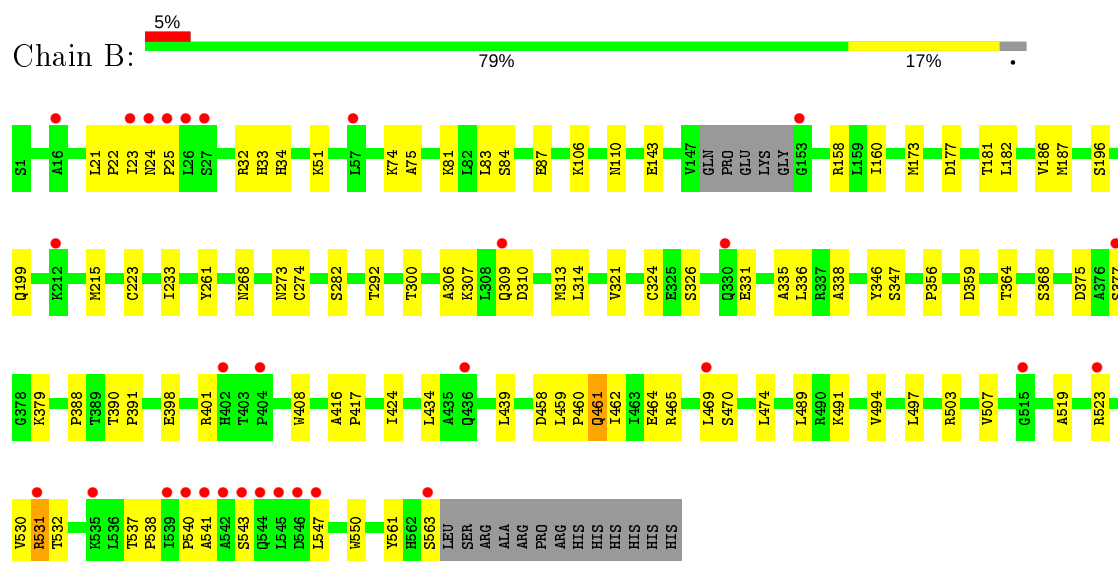 5%
Chain B:
79% 17% •
S1 A16 L21 P22 I23 N24 P25 L26 S27 R32 H33 H34 K51 L57 K74 A75 K81 L82 L83 S84 E87 K106 N110 E143 V147 GLN PRO GLU LYS GLY G153 R158 L159 I160 M173 D177 T181 L182 V186 M187 S196
Q199 K212 M215 C223 I233 Y261 N268 N273 C274 S282 T292 T300 A306 K307 L308 Q309 D310 M313 L314 V321 C324 E325 S326 Q330 E331 A335 L336 R337 A338 Y346 S347 P356 D359 T364 S368 D375 A376 S377
G378 K379 P388 T389 T390 P391 E398 R401 H402 T403 P404 W408 A416 P417 I424 L434 A435 Q436 L439 D458 L459 P460 Q461 I462 I463 E464 R465 L469 S470 L474 L489 R490 K491 V494 L497 R503 V507 G515 A519 R523
V530 R531 T532 K535 L536 T537 P538 I539 P540 A541 A542 S543 Q544 L545 D546 L547 W550 Y561 H562 S563 LEU SER ARG ALA ARG PRO ARG HIS HIS HIS HIS HIS HIS